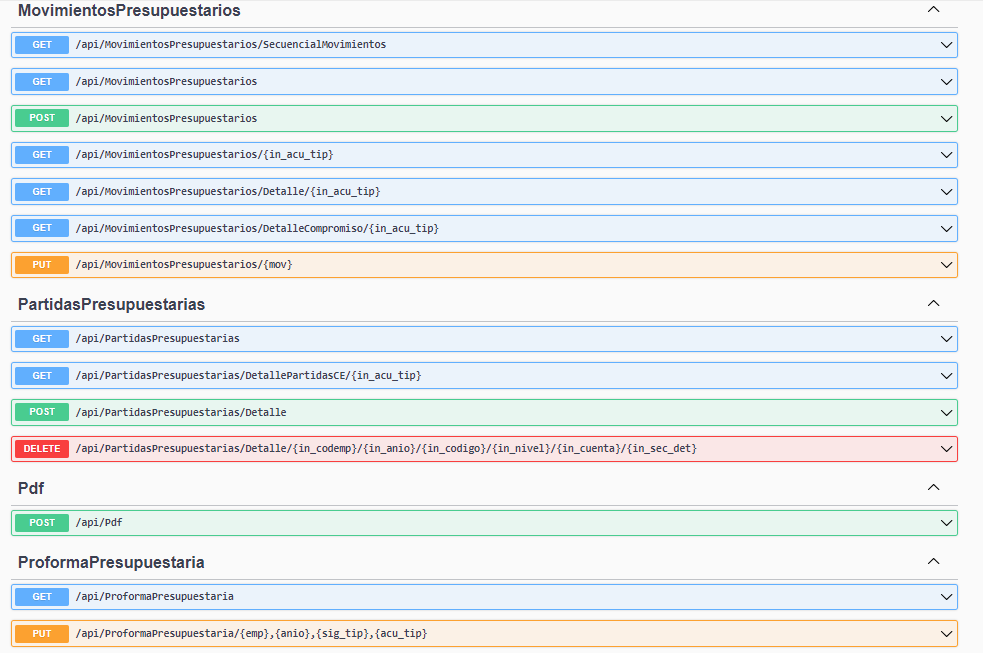 MovimientosPresupuestarios
GET /api/MovimientosPresupuestarios/SecuencialMovimientos
GET /api/MovimientosPresupuestarios
POST /api/MovimientosPresupuestarios
GET /api/MovimientosPresupuestarios/{in_acu_tip}
GET /api/MovimientosPresupuestarios/Detalle/{in_acu_tip}
GET /api/MovimientosPresupuestarios/DetalleCompromiso/{in_acu_tip}
PUT /api/MovimientosPresupuestarios/{mov}
PartidasPresupuestarias
GET /api/PartidasPresupuestarias
GET /api/PartidasPresupuestarias/DetallePartidasCE/{in_acu_tip}
POST /api/PartidasPresupuestarias/Detalle
DELETE /api/PartidasPresupuestarias/Detalle/{in_codemp}/{in_anio}/{in_codigo}/{in_nivel}/{in_cuenta}/{in_sec_det}
Pdf
POST /api/Pdf
ProformaPresupuestaria
GET /api/ProformaPresupuestaria
PUT /api/ProformaPresupuestaria/{emp},{anio},{sig_tip},{acu_tip}